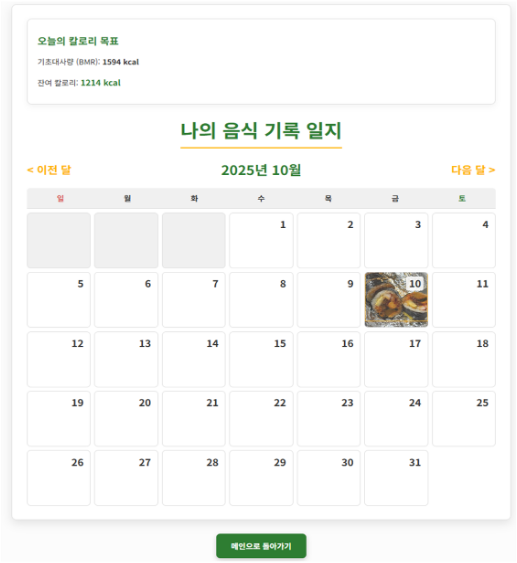 오늘의 칼로리 목표
기초대사량 (BMR): 1594 kcal
잔여 칼로리: 1214 kcal
나의 음식 기록 일지
< 이전 달 2025년 10월 다음 달 >
일 월 화 수 목 금 토
1 2 3 4
5 6 7 8 9 10 11
12 13 14 15 16 17 18
19 20 21 22 23 24 25
26 27 28 29 30 31
메인으로 돌아가기